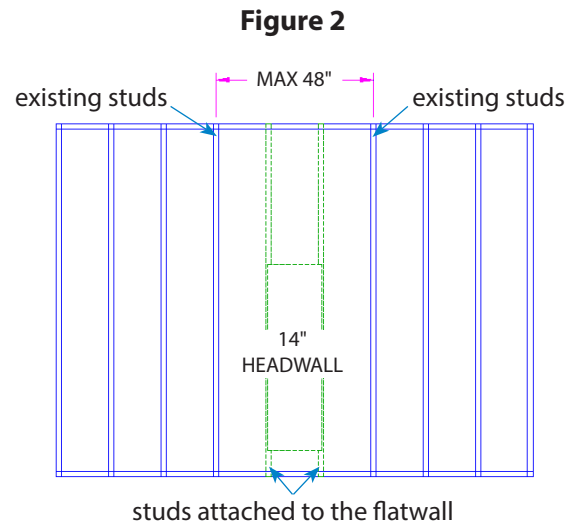 Figure 2
MAX 48"
existing studs
existing studs
14"
HEADWALL
studs attached to the flatwall